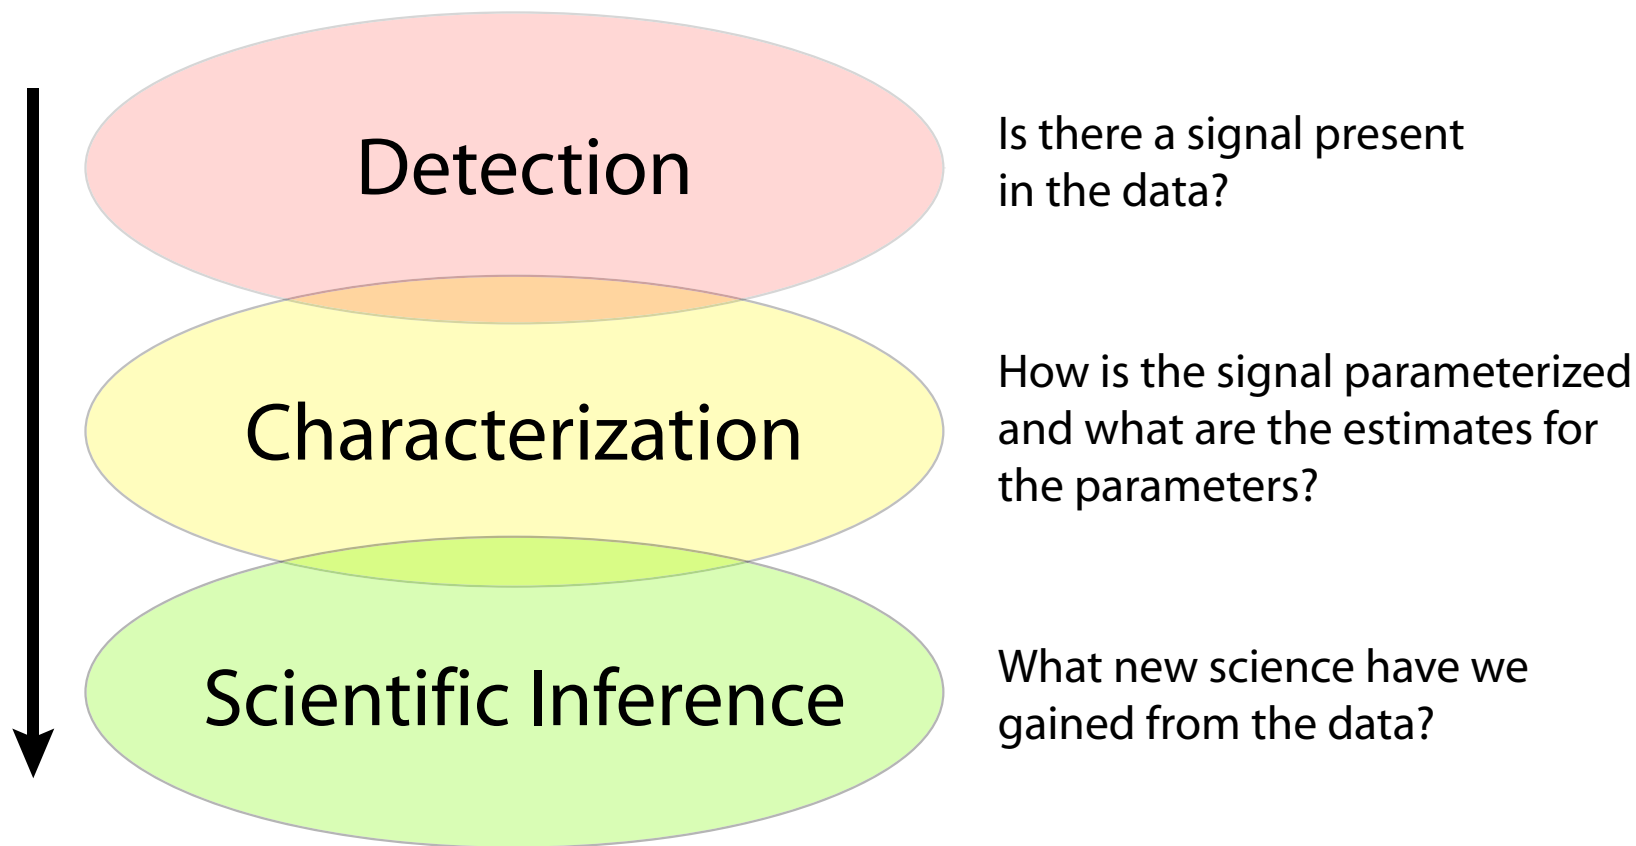 Detection
Is there a signal present
in the data?
Characterization
How is the signal parameterized
and what are the estimates for
the parameters?
Scientific Inference
What new science have we
gained from the data?